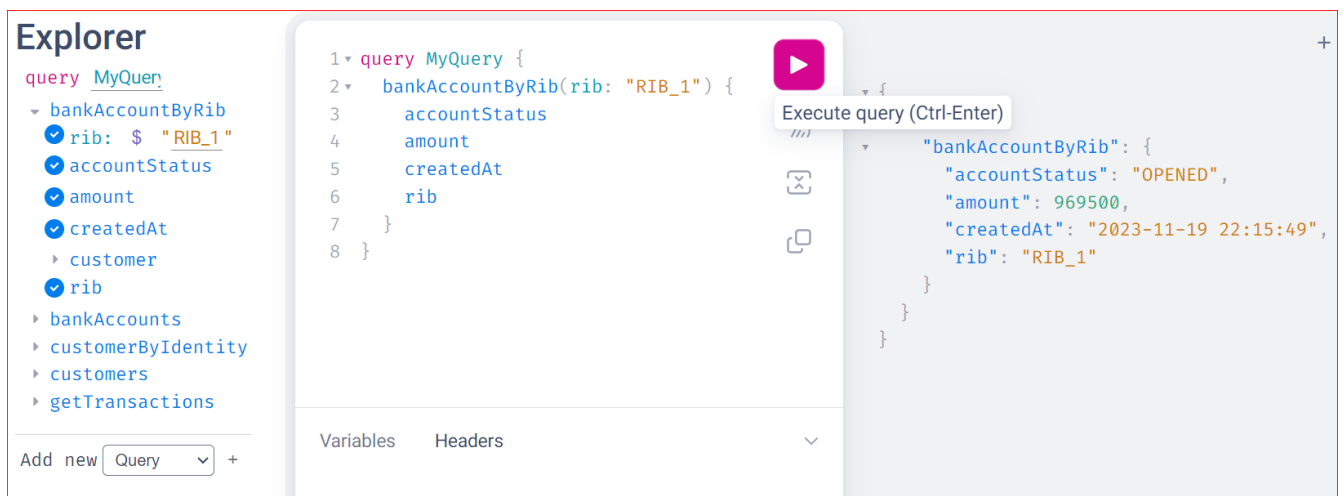 Explorer
query MyQuery
bankAccountByRib
rib: $ "RIB_1"
accountStatus
amount
createdAt
customer
rib
bankAccounts
customerByIdentity
customers
getTransactions
Add new Query +
1 query MyQuery {
2 bankAccountByRib(rib: "RIB_1") {
3 accountStatus
4 amount
5 createdAt
6 rib
7 }
8 }
Execute query (Ctrl-Enter)
Variables Headers
+
{
"bankAccountByRib": {
"accountStatus": "OPENED",
"amount": 969500,
"createdAt": "2023-11-19 22:15:49",
"rib": "RIB_1"
}
}
}